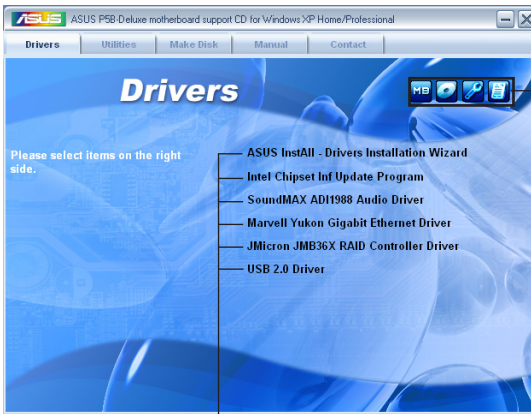 ASUS ASUS P5B-Deluxe motherboard support CD for Windows XP Home/Professional
Drivers Utilities Make Disk Manual Contact
Drivers
MB
Please select items on the right
side.
ASUS InstAll - Drivers Installation Wizard
Intel Chipset Inf Update Program
SoundMAX ADI1988 Audio Driver
Marvell Yukon Gigabit Ethernet Driver
JMicron JMB36X RAID Controller Driver
USB 2.0 Driver